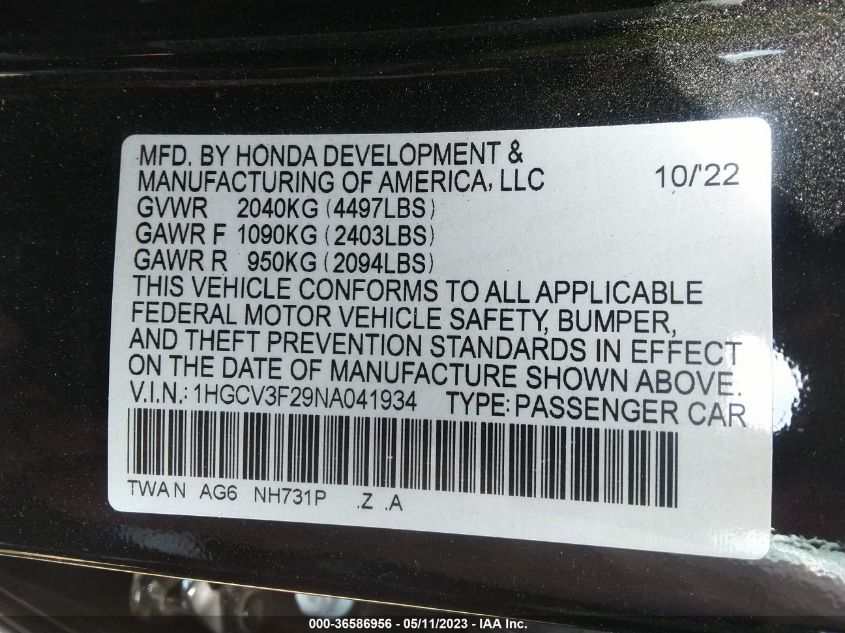 MFD. BY HONDA DEVELOPMENT &
MANUFACTURING OF AMERICA, LLC 10/'22
GVWR 2040KG (4497LBS)
GAWR F 1090KG (2403LBS)
GAWR R 950KG (2094LBS)
THIS VEHICLE CONFORMS TO ALL APPLICABLE
FEDERAL MOTOR VEHICLE SAFETY, BUMPER,
AND THEFT PREVENTION STANDARDS IN EFFECT
ON THE DATE OF MANUFACTURE SHOWN ABOVE.
V.I.N.: 1HGCV3F29NA041934 TYPE: PASSENGER CAR
TWAN AG6 NH731P .Z .A
000-36586956 - 05/11/2023 - IAA Inc.